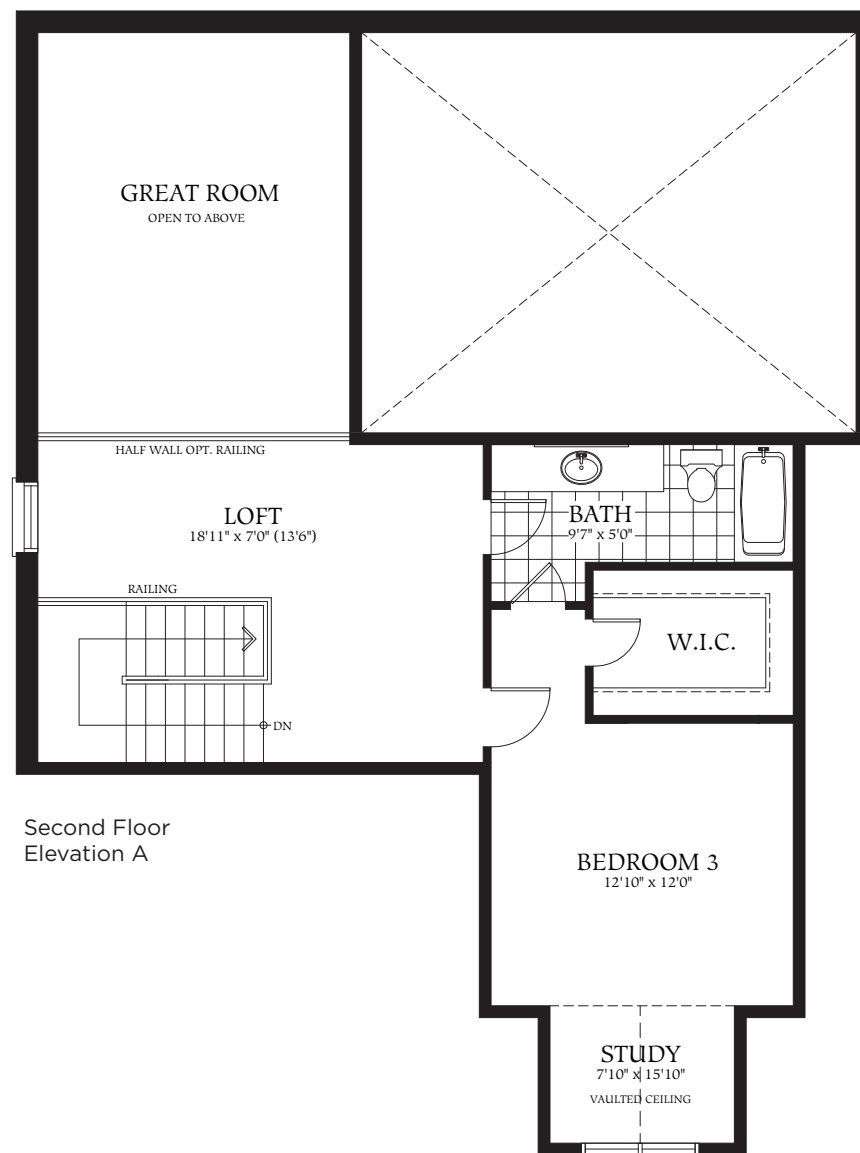 GREAT ROOM
OPEN TO ABOVE
HALF WALL OPT. RAILING
LOFT
18'11" x 7'0" (13'6")
BATH
9'7" x 5'0"
RAILING
W.I.C.
DN
Second Floor
Elevation A
BEDROOM 3
12'10" x 12'0"
STUDY
7'10" x 15'10"
VAULTED CEILING